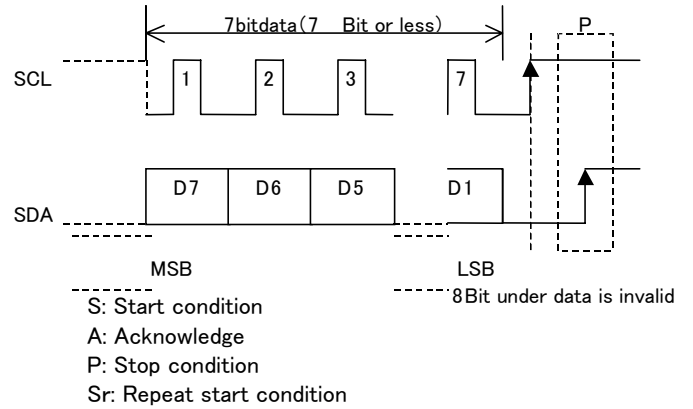 7bitdata(7 Bit or less) P
SCL 1 2 3 7
D7 D6 D5 D1
SDA
MSB LSB
8Bit under data is invalid
S: Start condition
A: Acknowledge
P: Stop condition
Sr: Repeat start condition